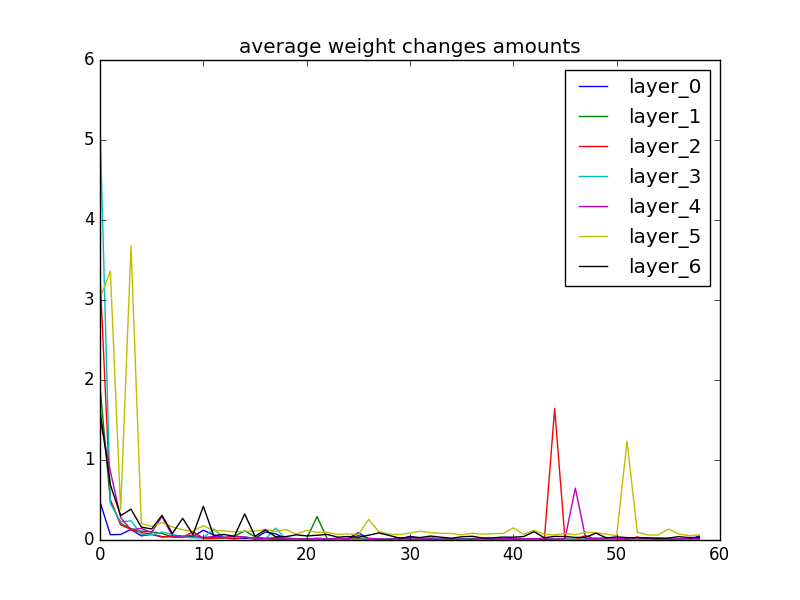 average weight changes amounts
6
5
4
3
2
1
0
0 10 20 30 40 50 60
layer_0
layer_1
layer_2
layer_3
layer_4
layer_5
layer_6